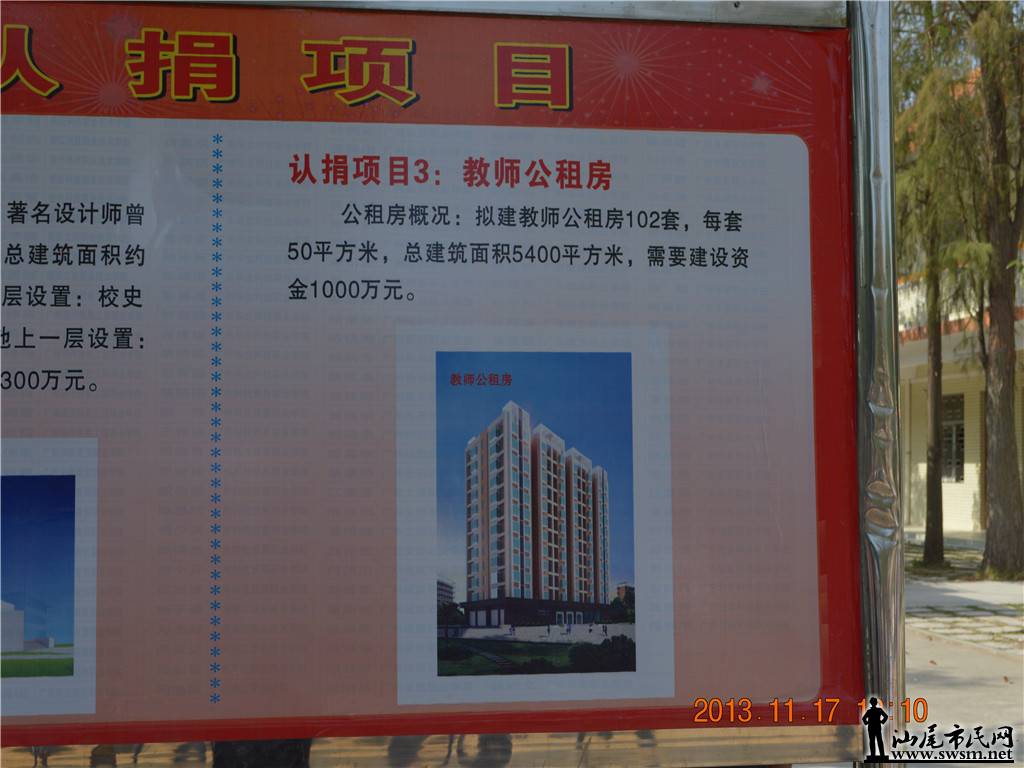 认捐项目
著名设计师曾
总建筑面积约
层设置：校史
地上一层设置：
300万元。
认捐项目3：教师公租房
公租房概况：拟建教师公租房102套，每套
50平方米，总建筑面积5400平方米，需要建设资
金1000万元。
教师公租房
2013.11.17
:10
汕尾市民网
www.swsm.net